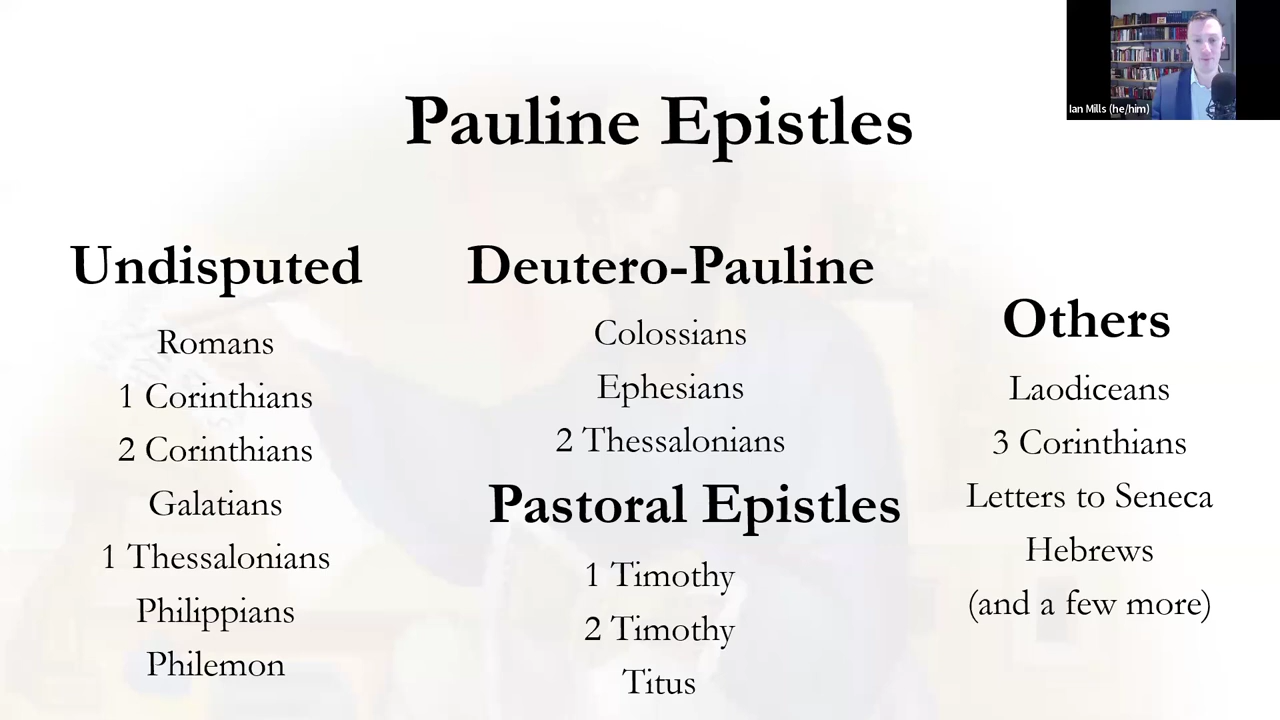 Ian Mills (he/him)
Pauline Epistles
Undisputed
Romans
1 Corinthians
2 Corinthians
Galatians
1 Thessalonians
Philippians
Philemon
Deutero-Pauline
Colossians
Ephesians
2 Thessalonians
Pastoral Epistles
1 Timothy
2 Timothy
Titus
Others
Laodiceans
3 Corinthians
Letters to Seneca
Hebrews
(and a few more)